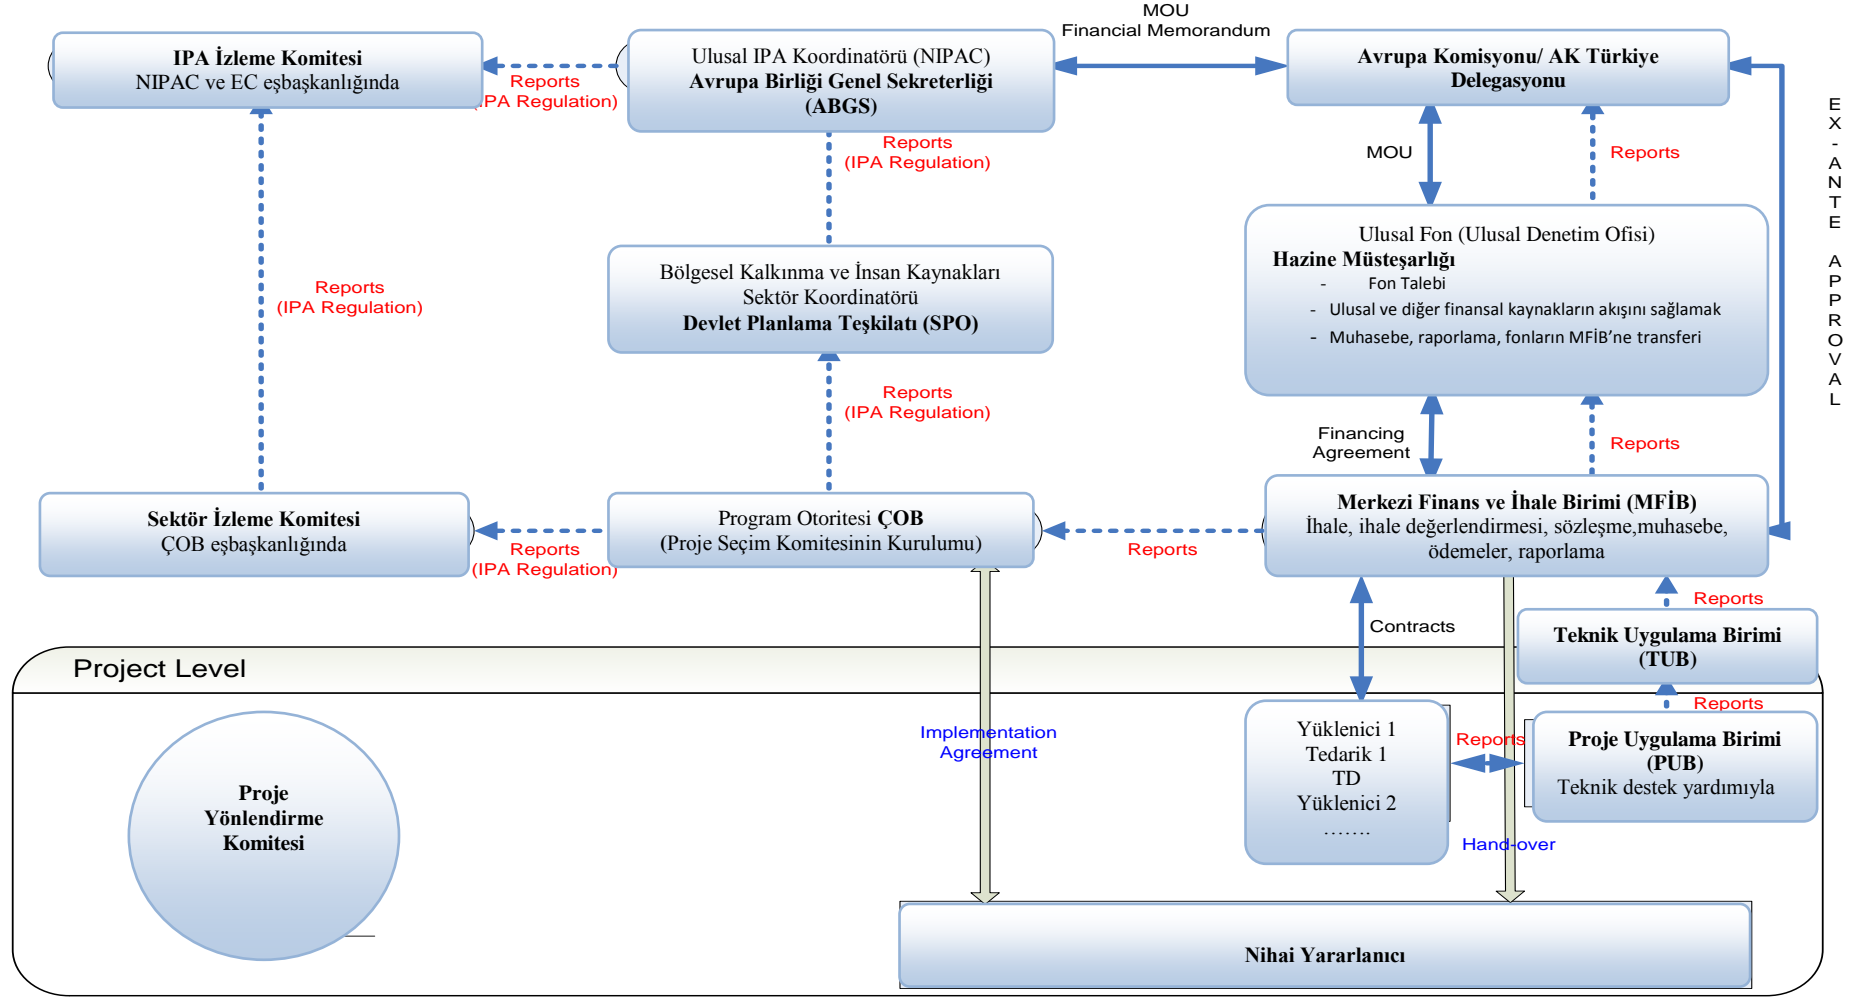 MOU
Financial Memorandum
IPA İzleme Komitesi
NIPAC ve EC eşbaşkanlığında
Reports
(IPA Regulation)
Ulusal IPA Koordinatörü (NIPAC)
Avrupa Birliği Genel Sekreterliği
(ABGS)
Avrupa Komisyonu/ AK Türkiye
Delegasyonu
EX-ANTE APPROVAL
Reports
(IPA Regulation)
MOU
Reports
Reports
(IPA Regulation)
Bölgesel Kalkınma ve İnsan Kaynakları
Sektör Koordinatörü
Devlet Planlama Teşkilatı (SPO)
Ulusal Fon (Ulusal Denetim Ofisi)
Hazine Müsteşarlığı
- Fon Talebi
- Ulusal ve diğer finansal kaynakların akışını sağlamak
- Muhasebe, raporlama, fonların MFİB’ne transferi
Reports
(IPA Regulation)
Financing
Agreement
Reports
Sektör İzleme Komitesi
ÇOB eşbaşkanlığında
Reports
(IPA Regulation)
Program Otoritesi ÇOB
(Proje Seçim Komitesinin Kurulumu)
Reports
Merkezi Finans ve İhale Birimi (MFİB)
İhale, ihale değerlendirmesi, sözleşme,muhasebe,
ödemeler, raporlama
Reports
Contracts
Teknik Uygulama Birimi
(TUB)
Project Level
Reports
Implementation
Agreement
Yüklenici 1
Tedarik 1
TD
Yüklenici 2
…….
Reports
Proje Uygulama Birimi
(PUB)
Teknik destek yardımıyla
Proje
Yönlendirme
Komitesi
Hand-over
Nihai Yararlanıcı